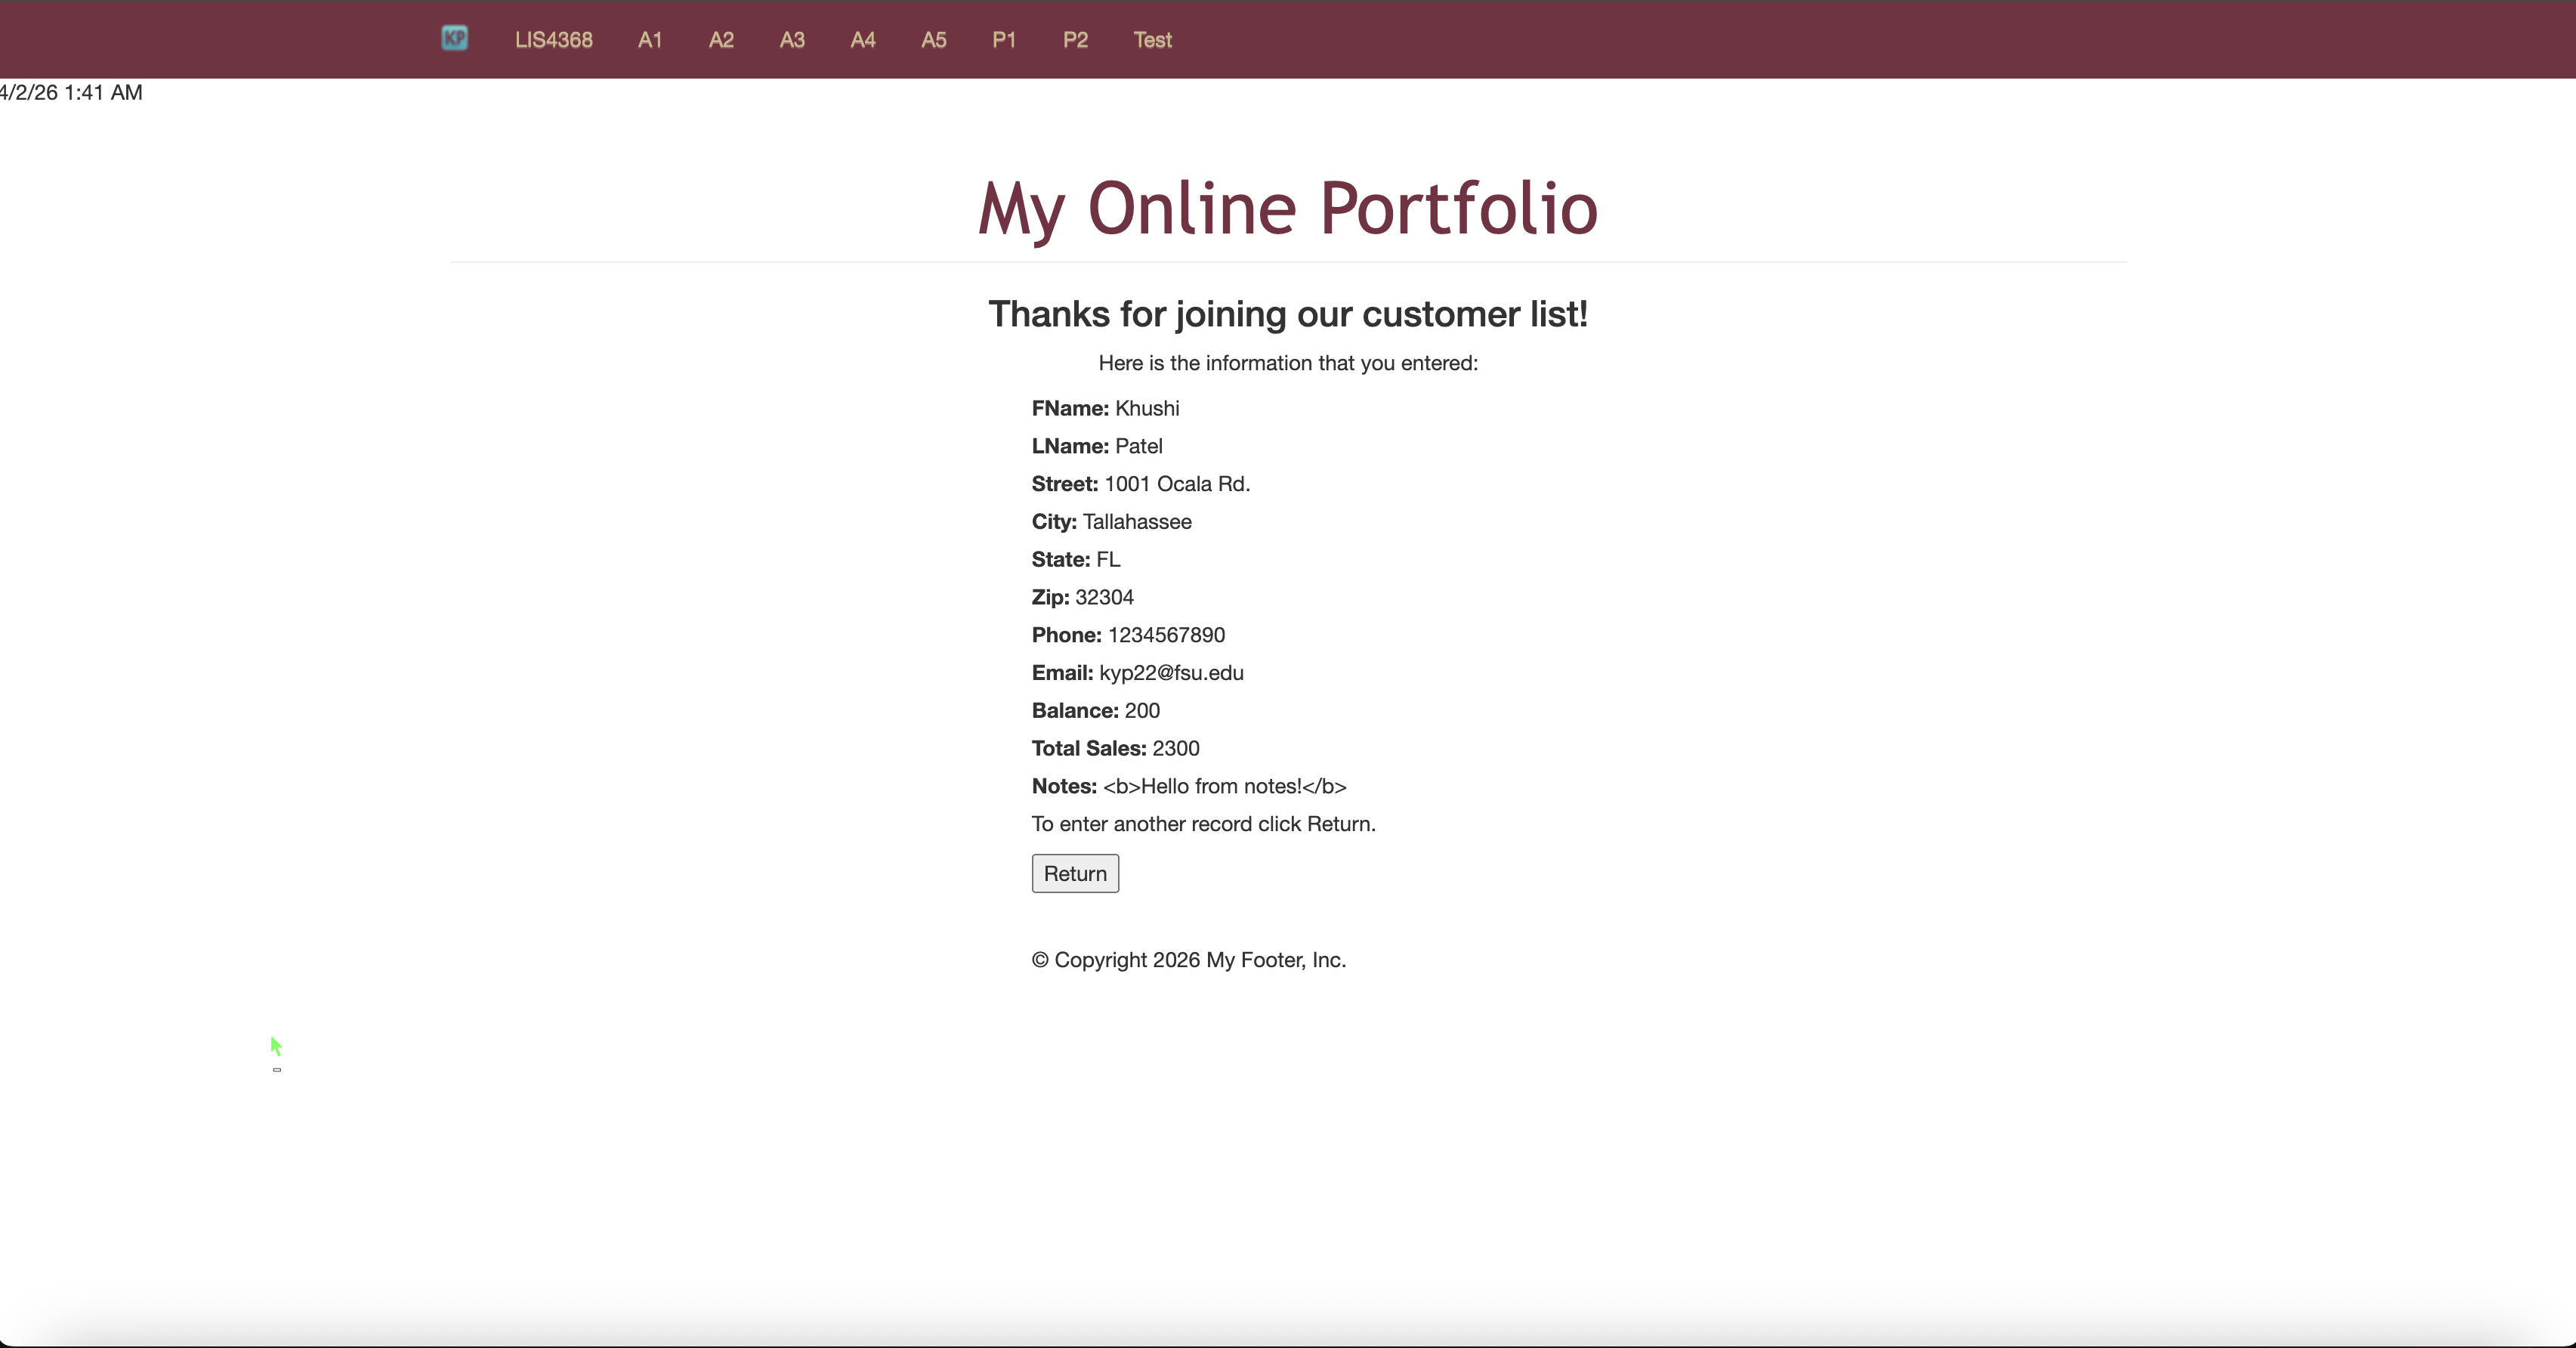 KP LIS4368 A1 A2 A3 A4 A5 P1 P2 Test
4/2/26 1:41 AM
My Online Portfolio
Thanks for joining our customer list!
Here is the information that you entered:
FName: Khushi
LName: Patel
Street: 1001 Ocala Rd.
City: Tallahassee
State: FL
Zip: 32304
Phone: 1234567890
Email: kyp22@fsu.edu
Balance: 200
Total Sales: 2300
Notes: <b>Hello from notes!</b>
To enter another record click Return.
Return
© Copyright 2026 My Footer, Inc.